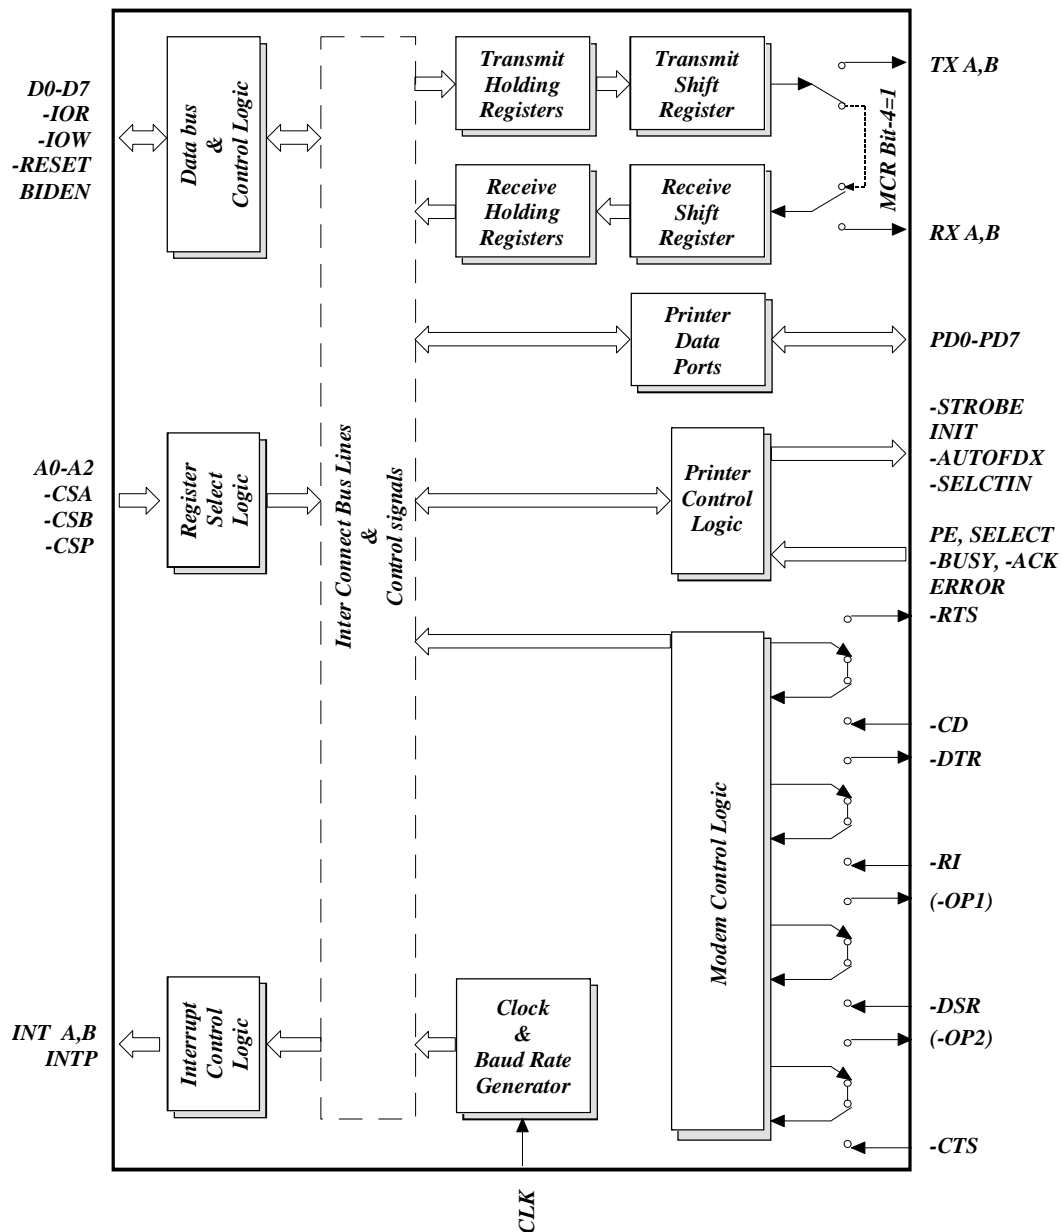 D0-D7
-IOR
-IOW
-RESET
BIDEN
Data bus
&
Control Logic
A0-A2
-CSA
-CSB
-CSP
Register
Select
Logic
INT A,B
INTP
Interrupt
Control
Logic
Inter Connect Bus Lines
&
Control signals
Transmit
Holding
Registers
Transmit
Shift
Register
Receive
Holding
Registers
Receive
Shift
Register
MCR Bit-4=1
TX A,B
RX A,B
Printer
Data
Ports
PD0-PD7
Printer
Control
Logic
-STROBE
INIT
-AUTOFDX
-SELCTIN
PE, SELECT
-BUSY, -ACK
ERROR
Modem Control Logic
-RTS
-CD
-DTR
-RI
(-OP1)
-DSR
(-OP2)
-CTS
Clock
&
Baud Rate
Generator
CLK